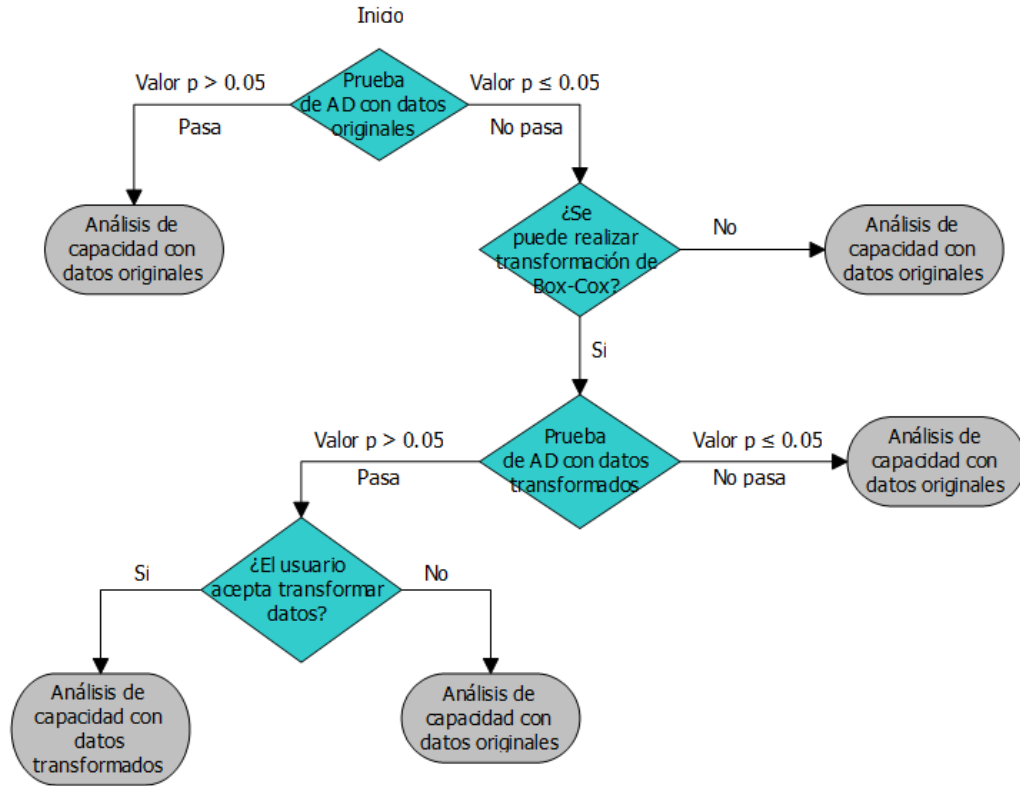 Inicio
Valor p > 0.05
Prueba
de AD con datos
originales
Valor p ≤ 0.05
Pasa
No pasa
Análisis de
capacidad con
datos originales
¿Se
puede realizar
transformación de
Box-Cox?
No
Análisis de
capacidad con
datos originales
Si
Valor p > 0.05
Prueba
de AD con datos
transformados
Valor p ≤ 0.05
Pasa
No pasa
Análisis de
capacidad con
datos originales
Si
¿El usuario
acepta transformar
datos?
No
Análisis de
capacidad con
datos
transformados
Análisis de
capacidad con
datos originales